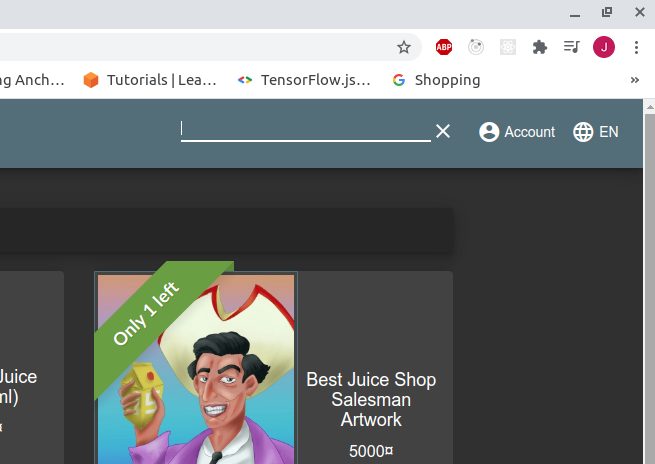 ABP
J
ng Anch…
Tutorials | Lea…
TensorFlow.js…
Shopping
»
Account
EN
Only 1 left
Juice
ml)
¤
Best Juice Shop
Salesman
Artwork
5000¤